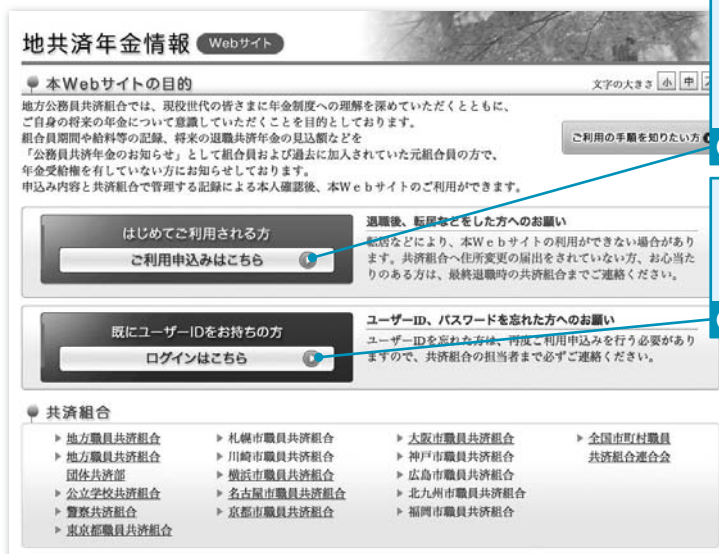 地共済年金情報 Webサイト
本Webサイトの目的
文字の大きさ 小 中
地方公務員共済組合では、現役世代の皆さまに年金制度への理解を深めていただくとともに、
ご自身の将来の年金について意識していただくことを目的としております。
組合員期間や給料等の記録、将来の退職共済年金の見込額などを
「公務員共済年金のお知らせ」として組合員および過去に加入されていた元組合員の方で、
年金受給権を有していない方にお知らせしております。
申込み内容と共済組合で管理する記録による本人確認後、本Webサイトのご利用ができます。
ご利用の手順を知りたい方
はじめてご利用される方
ご利用申込みはこちら
退職後、転居などをした方へのお願い
転居などにより、本Webサイトの利用ができない場合があり
ます。共済組合へ住所変更の届出をされていない方、お心当た
りのある方は、最終退職時の共済組合までご連絡ください。
既にユーザーIDをお持ちの方
ログインはこちら
ユーザーID、パスワードを忘れた方へのお願い
ユーザーIDを忘れた方は、再度ご利用申込みを行う必要があり
ますので、共済組合の担当者まで必ずご連絡ください。
共済組合
地方職員共済組合
地方職員共済組合
団体共済部
公立学校共済組合
警察共済組合
東京都職員共済組合
札幌市職員共済組合
川崎市職員共済組合
横浜市職員共済組合
名古屋市職員共済組合
京都市職員共済組合
大阪市職員共済組合
神戸市職員共済組合
広島市職員共済組合
北九州市職員共済組合
福岡市職員共済組合
全国市町村職員
共済組合連合会